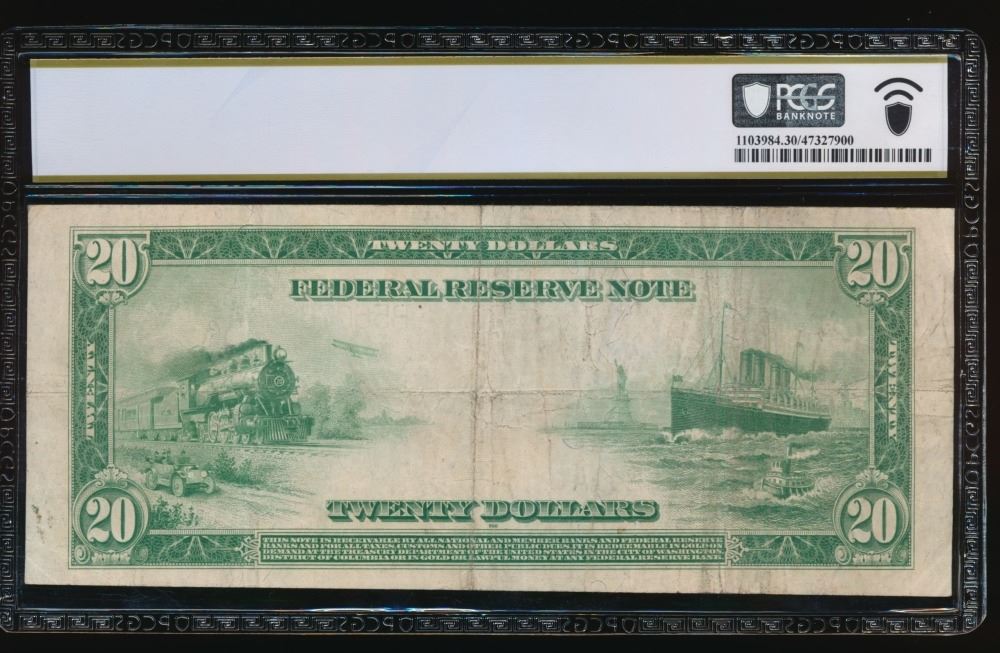 PCGS
BANKNOTE
1103984.30/47327900
20 TWENTY DOLLARS 20
FEDERAL RESERVE NOTE
TWENTY
TWENTY
TWENTY DOLLARS
20 20
THIS NOTE IS RECEIVABLE BY ALL NATIONAL AND MEMBER BANKS AND FEDERAL RESERVE
BANKS AND FOR ALL TAXES, CUSTOMS AND OTHER PUBLIC DUES. IT IS REDEEMABLE IN GOLD ON
DEMAND AT THE TREASURY DEPARTMENT OF THE UNITED STATES IN THE CITY OF WASHINGTON,
DISTRICT OF COLUMBIA OR IN GOLD OR LAWFUL MONEY AT ANY FEDERAL RESERVE BANK.